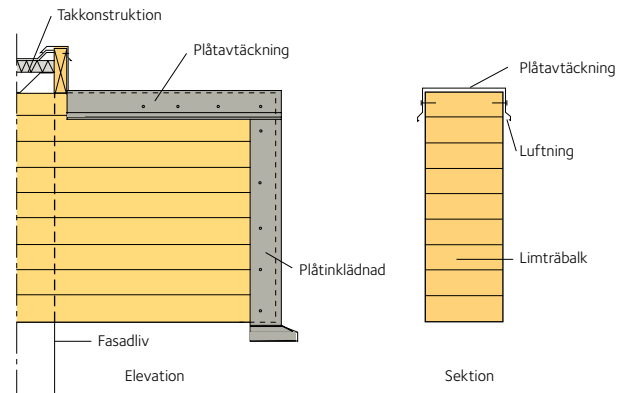 Takkonstruktion
Plåtavtäckning
Plåtavtäckning
Luftning
Limträbalk
Plåtinklädnad
Fasadliv
Elevation
Sektion